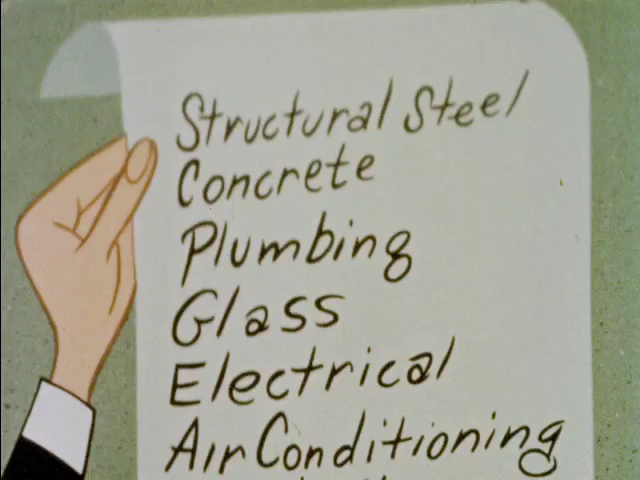 Structural Steel
Concrete
Plumbing
Glass
Electrical
Air Conditioning